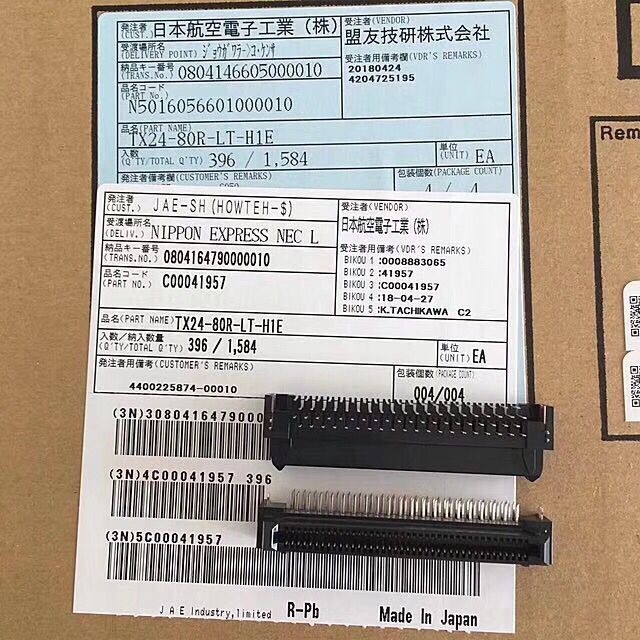 発注者
(CUST.)
日本航空電子工業（株）
受注者(VENDOR)
盟友技研株式会社
受渡場所名
(DELIVERY POINT)
ｼﾞｮｳｶﾞﾜﾗｰﾝｺ・ｹﾝｻ
受注者用備考欄(VDR'S REMARKS)
20180424
4204725195
納品キー番号
(TRANS.No.)
0804146605000010
品名コード
(PART No.)
N5016056601000010
品名(PART NAME)
TX24-80R-LT-H1E
入数
(Q'TY/TOTAL Q'TY)
396 / 1,584
単位
(UNIT)
EA
発注者用備考欄(CUSTOMER'S REMARKS)
包装個数(PACKAGE COUNT)
4 / 4
Rem
発注者
(CUST.)
JAE-SH(HOWTEH-$)
受注者(VENDOR)
日本航空電子工業（株）
受渡場所名
(DELIV.)
NIPPON EXPRESS NEC L
受注者用備考(VDR'S REMARKS)
納品キー番号
(TRANS.NO.)
0804164790000010
BIKOU 1 :0008883065
BIKOU 2 :41957
BIKOU 3 :C00041957
BIKOU 4 :18-04-27
BIKOU 5 :K.TACHIKAWA C2
品名コード
(PART NO.)
C00041957
品名(PART NAME)
TX24-80R-LT-H1E
入数/納入数量
(Q'TY/TOTAL Q'TY)
396 / 1,584
単位
(UNIT)
EA
発注者用備考(CUSTOMER'S REMARKS)
4400225874-00010
包装個数(PACKAGE COUNT)
004/004
(3N)3080416479000
(3N)4C00041957 396
(3N)5C00041957
JAE Industry,limited
R-Pb
Made In Japan